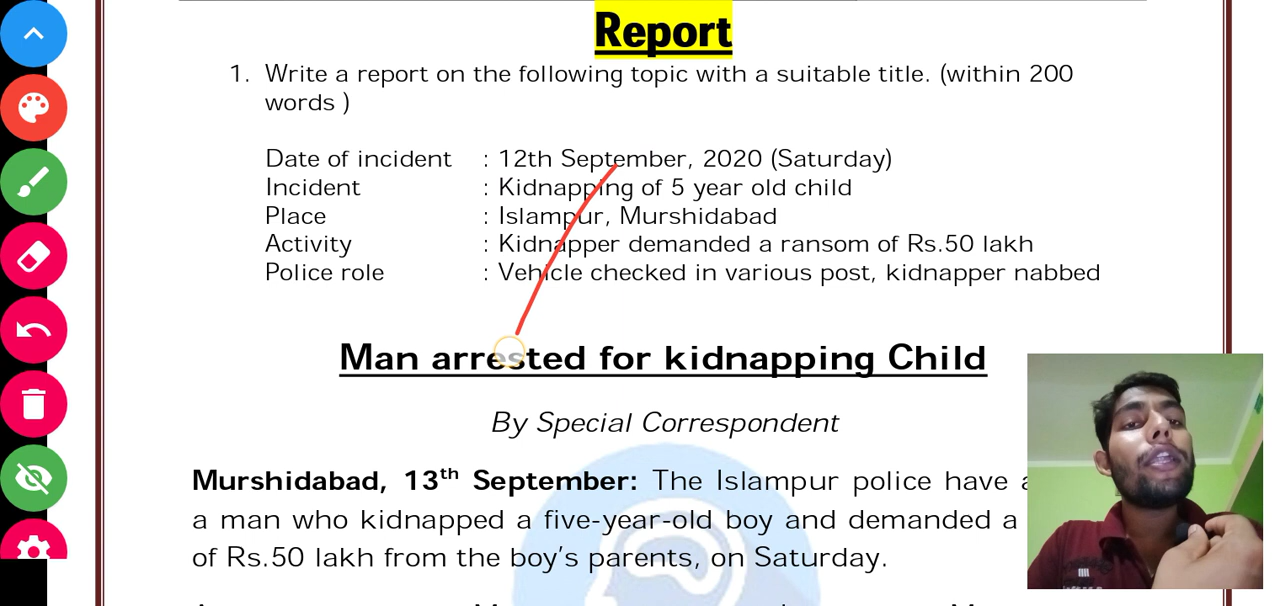 Report
1. Write a report on the following topic with a suitable title. (within 200
words )
Date of incident : 12th September, 2020 (Saturday)
Incident : Kidnapping of 5 year old child
Place : Islampur, Murshidabad
Activity : Kidnapper demanded a ransom of Rs.50 lakh
Police role : Vehicle checked in various post, kidnapper nabbed
Man arrested for kidnapping Child
By Special Correspondent
Murshidabad, 13th September: The Islampur police have
a man who kidnapped a five-year-old boy and demanded a
of Rs.50 lakh from the boy's parents, on Saturday.